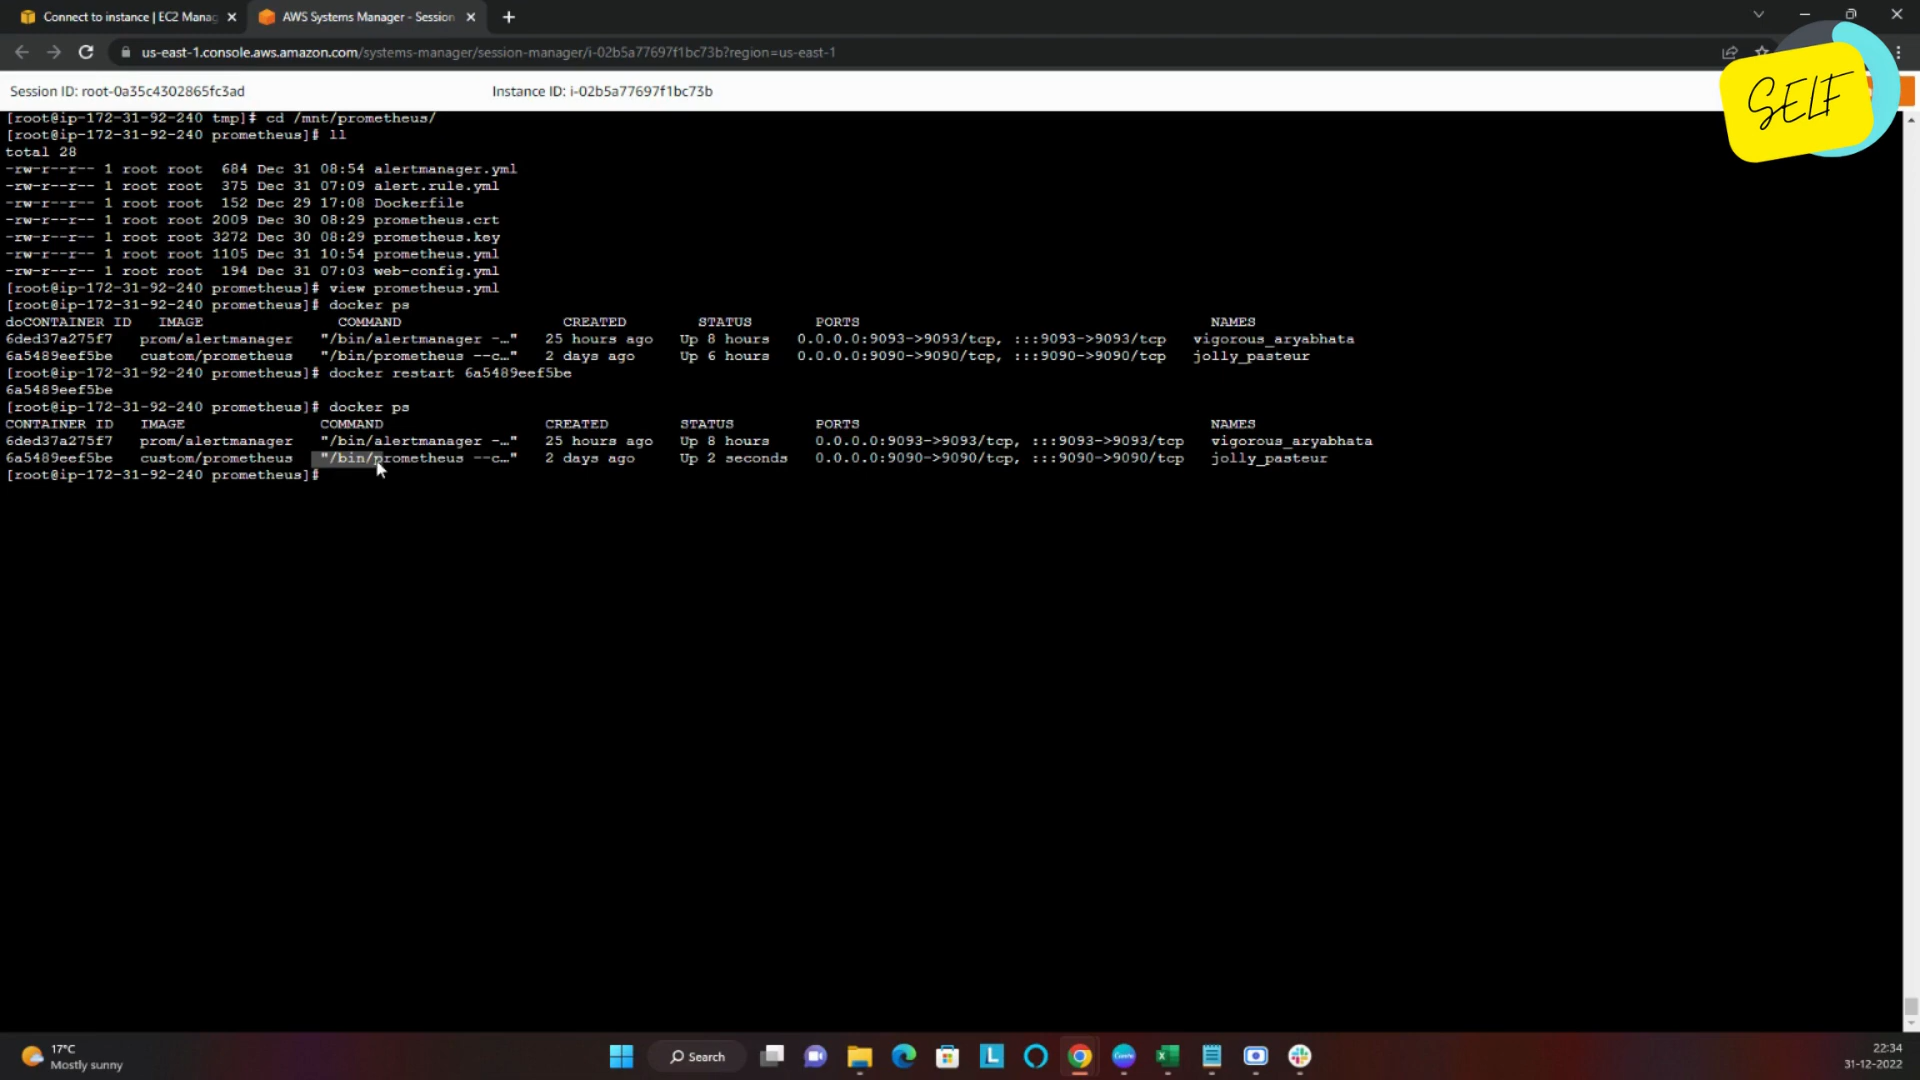 Connect to instance | EC2 Manag
AWS Systems Manager - Session
us-east-1.console.aws.amazon.com/systems-manager/session-manager/i-02b5a77697f1bc73b?region=us-east-1
SELF
Session ID: root-0a35c4302865fc3ad Instance ID: i-02b5a77697f1bc73b
[root@ip-172-31-92-240 tmp]# cd /mnt/prometheus/
[root@ip-172-31-92-240 prometheus]# ll
total 28
-rw-r--r-- 1 root root 684 Dec 31 08:54 alertmanager.yml
-rw-r--r-- 1 root root 375 Dec 31 07:09 alert.rule.yml
-rw-r--r-- 1 root root 152 Dec 29 17:08 Dockerfile
-rw-r--r-- 1 root root 2009 Dec 30 08:29 prometheus.crt
-rw-r--r-- 1 root root 3272 Dec 30 08:29 prometheus.key
-rw-r--r-- 1 root root 1105 Dec 31 10:54 prometheus.yml
-rw-r--r-- 1 root root 194 Dec 31 07:03 web-config.yml
[root@ip-172-31-92-240 prometheus]# view prometheus.yml
[root@ip-172-31-92-240 prometheus]# docker ps
doCONTAINER ID IMAGE COMMAND CREATED STATUS PORTS NAMES
6ded37a275f7 prom/alertmanager "/bin/alertmanager -…" 25 hours ago Up 8 hours 0.0.0.0:9093->9093/tcp, :::9093->9093/tcp vigorous_aryabhata
6a5489eef5be custom/prometheus "/bin/prometheus --c…" 2 days ago Up 6 hours 0.0.0.0:9090->9090/tcp, :::9090->9090/tcp jolly_pasteur
[root@ip-172-31-92-240 prometheus]# docker restart 6a5489eef5be
6a5489eef5be
[root@ip-172-31-92-240 prometheus]# docker ps
CONTAINER ID IMAGE COMMAND CREATED STATUS PORTS NAMES
6ded37a275f7 prom/alertmanager "/bin/alertmanager -…" 25 hours ago Up 8 hours 0.0.0.0:9093->9093/tcp, :::9093->9093/tcp vigorous_aryabhata
6a5489eef5be custom/prometheus "/bin/prometheus --c…" 2 days ago Up 2 seconds 0.0.0.0:9090->9090/tcp, :::9090->9090/tcp jolly_pasteur
[root@ip-172-31-92-240 prometheus]#
17°C
Mostly sunny
Search
L
22:34
31-12-2022